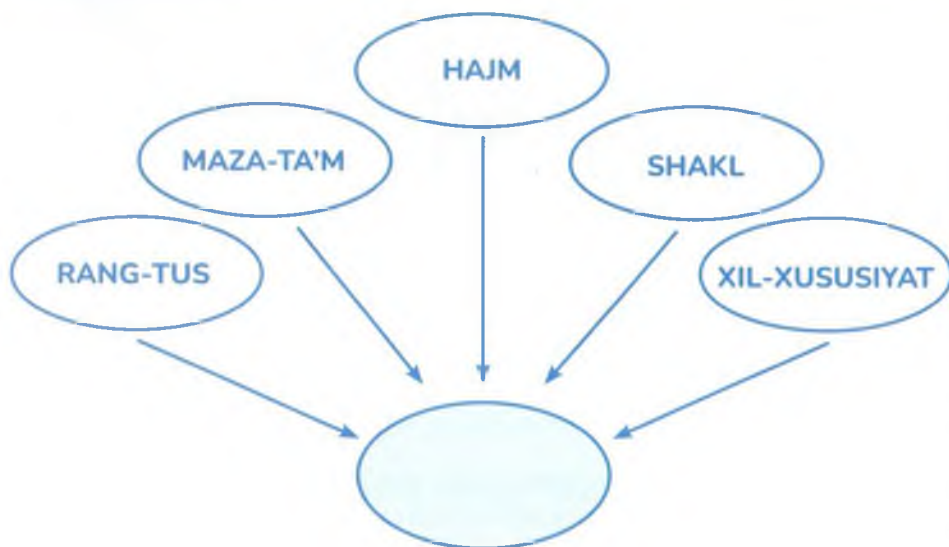 HAJM
MAZA-TA'M
SHAKL
RANG-TUS
XIL-XUSUSIYAT